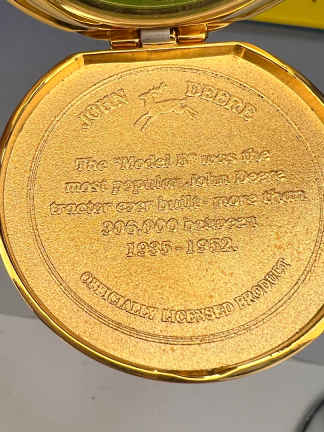 JOHN DEERE
The "Model B" was the
most popular John Deere
tractor ever built - more than
306,000 between
1935-1952.
OFFICIALLY LICENSED PRODUCT